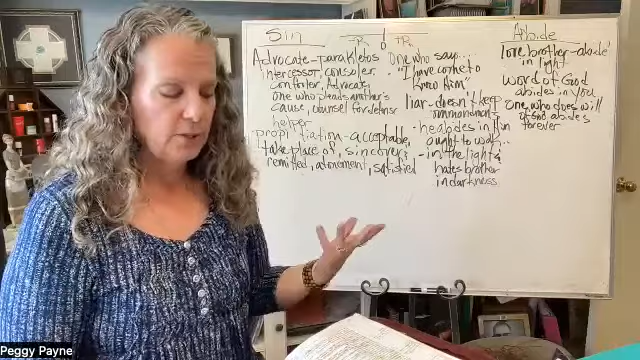 Sin
Advocate-parakletos
intercessor, consoler,
comforter, Advocate,
one who pleads another's
cause, counsel for defense
helper
propitiation-acceptable,
take place of, sin covers
remitted, atonement, satisfied
One who say...
"I have come to
know Him"
liar-doesn't keep
commandments
-he abides in Him
ought to walk..
-in the light &
hates brother
in darkness
Abide
love brother-abide
in light
word of God
abides in you
one who does will
of God abides
forever
Peggy Payne